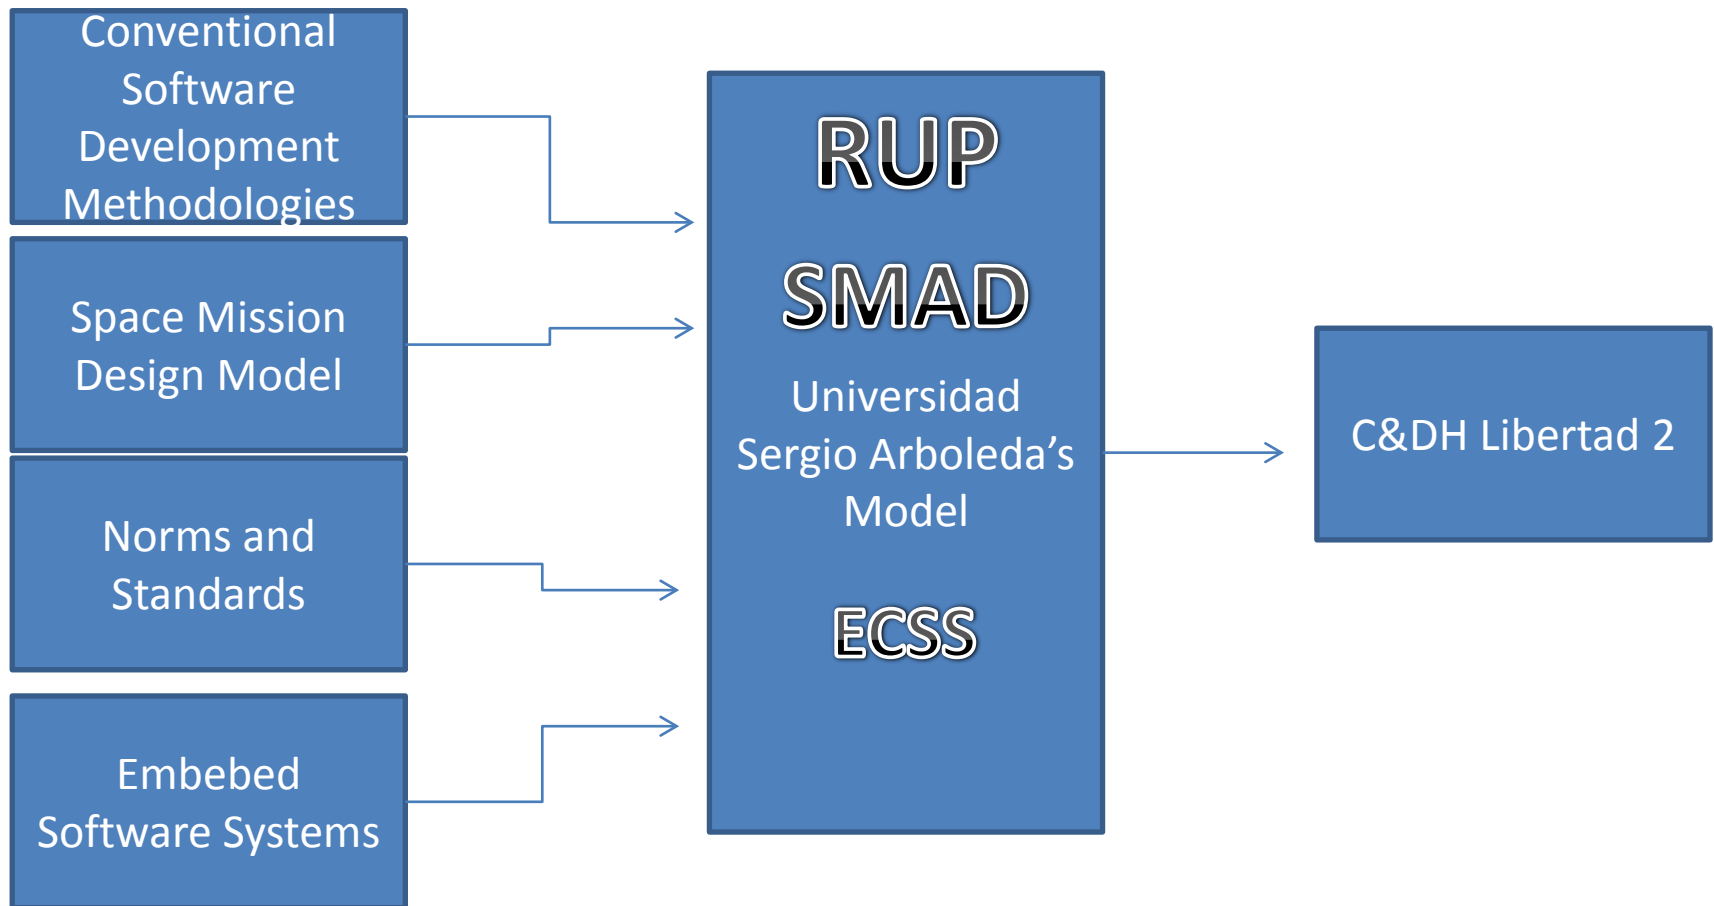 Conventional
Software
Development
Methodologies
Space Mission
Design Model
Norms and
Standards
Embebed
Software Systems
RUP
SMAD
Universidad
Sergio Arboleda’s
Model
ECSS
C&DH Libertad 2